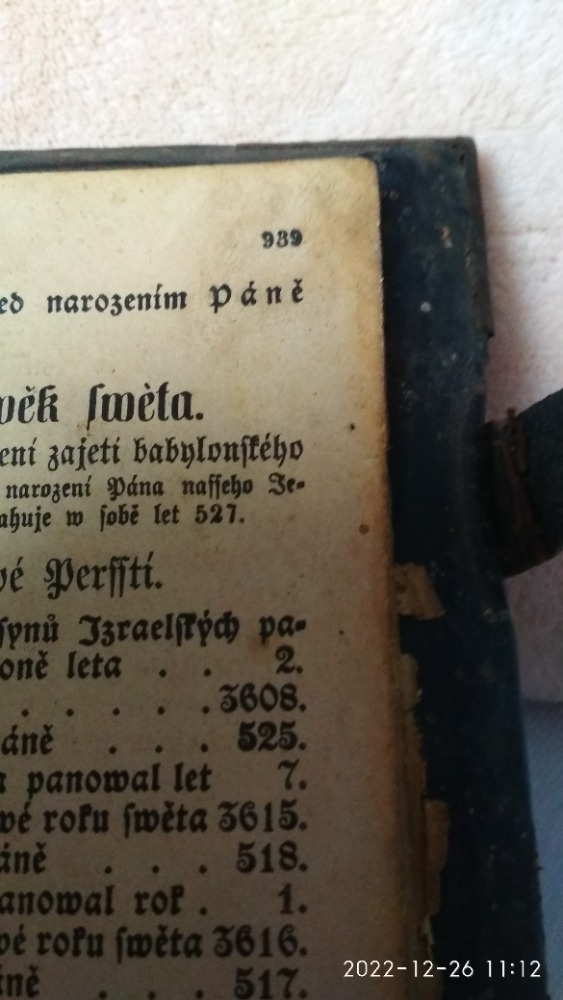 939
ed narozením Páně
věk ſwěta.
ení zajetí babylonſkého
narození Pána naſſeho Je-
ahuje w ſobě let 527.
vé Perſſtí.
ſynů Izraelſkých pa-
oně leta . . 2.
. . . . . . 3608.
áně . . . 525.
a panowal let 7.
vé roku ſwěta 3615.
áně . . . 518.
anowal rok . 1.
vé roku ſwěta 3616.
áně . . . 517.
2022-12-26 11:12